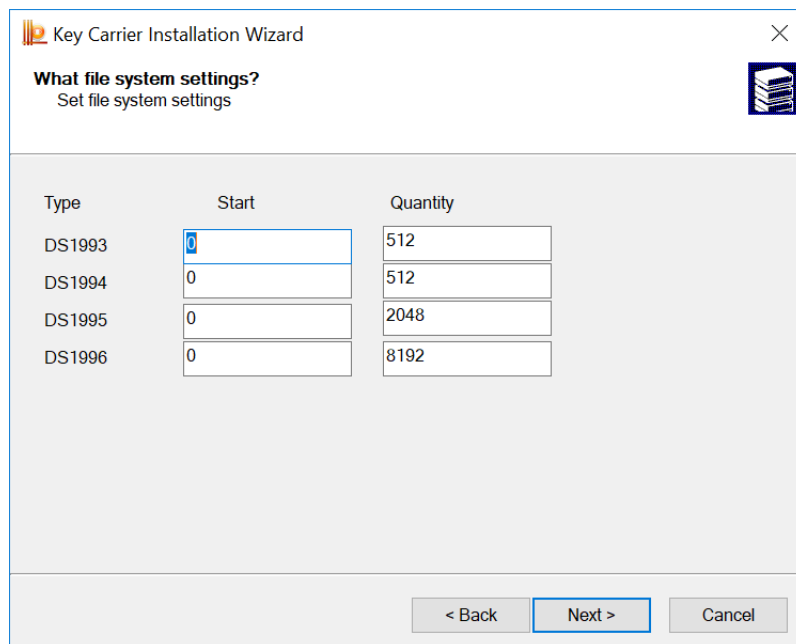 Key Carrier Installation Wizard
What file system settings?
Set file system settings
Type Start Quantity
DS1993 0 512
DS1994 0 512
DS1995 0 2048
DS1996 0 8192
< Back Next > Cancel